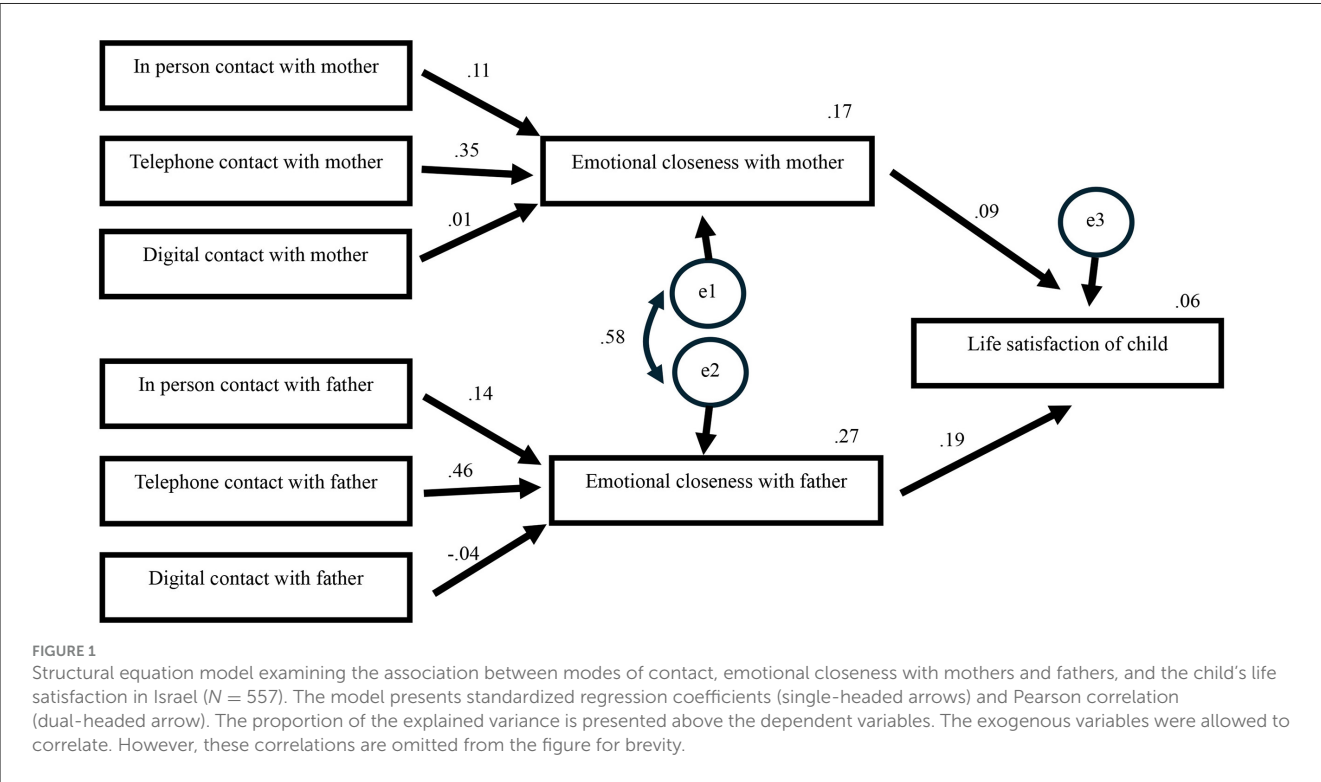 In person contact with mother
.11
.17
Telephone contact with mother
.35
Emotional closeness with mother
.01
Digital contact with mother
.09
e3
e1
.06
.58
Life satisfaction of child
e2
In person contact with father
.14
.27
.19
Telephone contact with father
.46
Emotional closeness with father
-.04
Digital contact with father
FIGURE 1
Structural equation model examining the association between modes of contact, emotional closeness with mothers and fathers, and the child's life
satisfaction in Israel (N = 557). The model presents standardized regression coefficients (single-headed arrows) and Pearson correlation
(dual-headed arrow). The proportion of the explained variance is presented above the dependent variables. The exogenous variables were allowed to
correlate. However, these correlations are omitted from the figure for brevity.